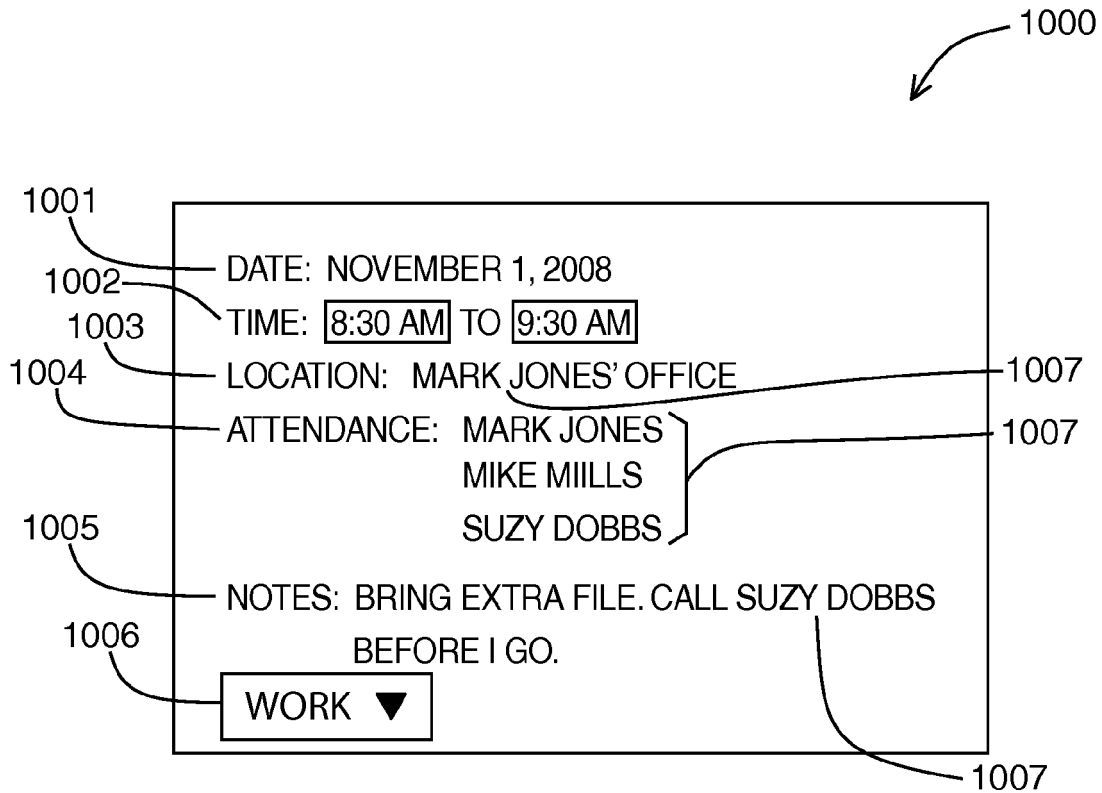 1000
1001
DATE: NOVEMBER 1, 2008
1002
TIME: 8:30 AM TO 9:30 AM
1003
LOCATION: MARK JONES' OFFICE
1007
1004
ATTENDANCE: MARK JONES
1007
MIKE MIILLS
SUZY DOBBS
1005
NOTES: BRING EXTRA FILE. CALL SUZY DOBBS
BEFORE I GO.
1006
WORK ▼
1007